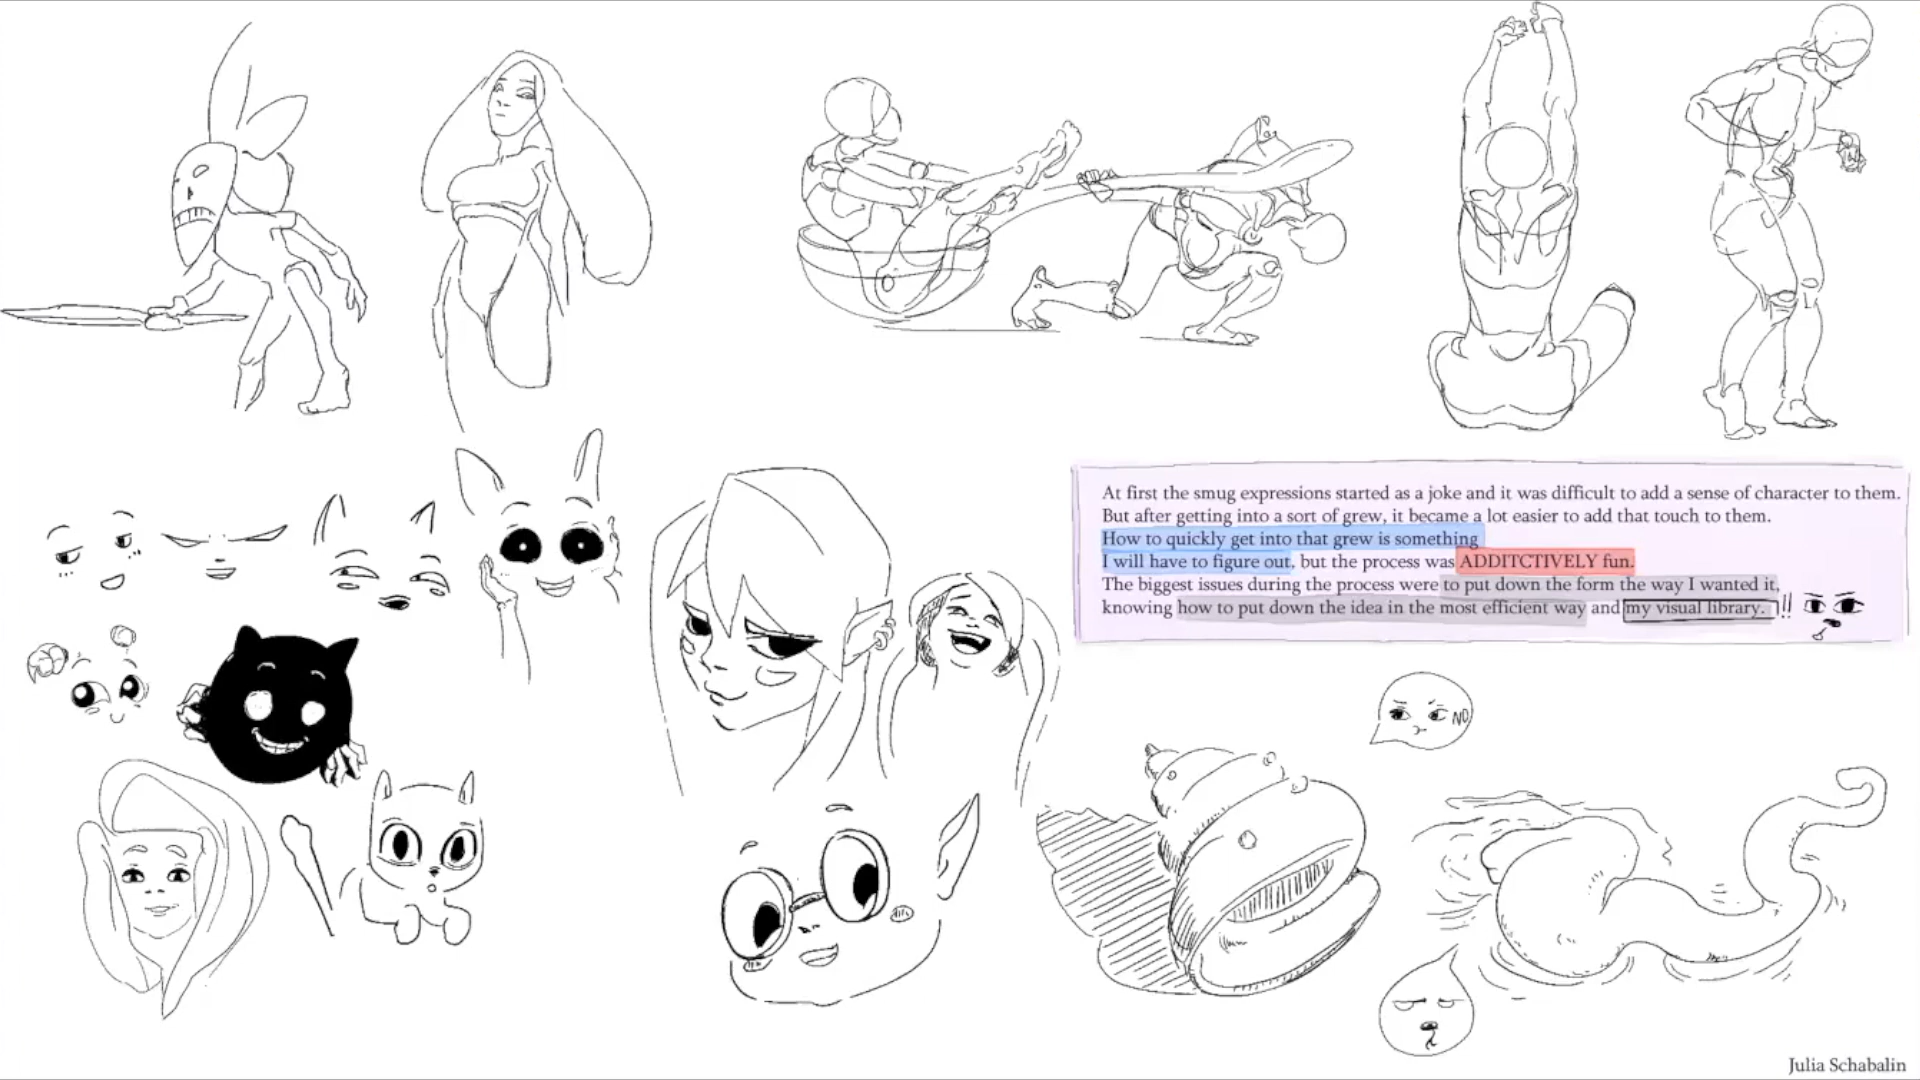 At first the smug expressions started as a joke and it was difficult to add a sense of character to them.
But after getting into a sort of grew, it became a lot easier to add that touch to them.
How to quickly get into that grew is something
I will have to figure out, but the process was ADDITCTIVELY fun.
The biggest issues during the process were to put down the form the way I wanted it,
knowing how to put down the idea in the most efficient way and my visual library. !!
NO
Julia Schabalin